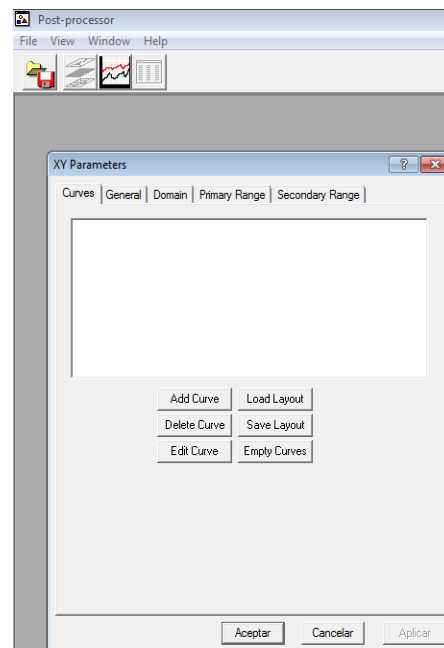 Post-processor
File View Window Help
XY Parameters
Curves General Domain Primary Range Secondary Range
Add Curve Load Layout
Delete Curve Save Layout
Edit Curve Empty Curves
Aceptar Cancelar Aplicar